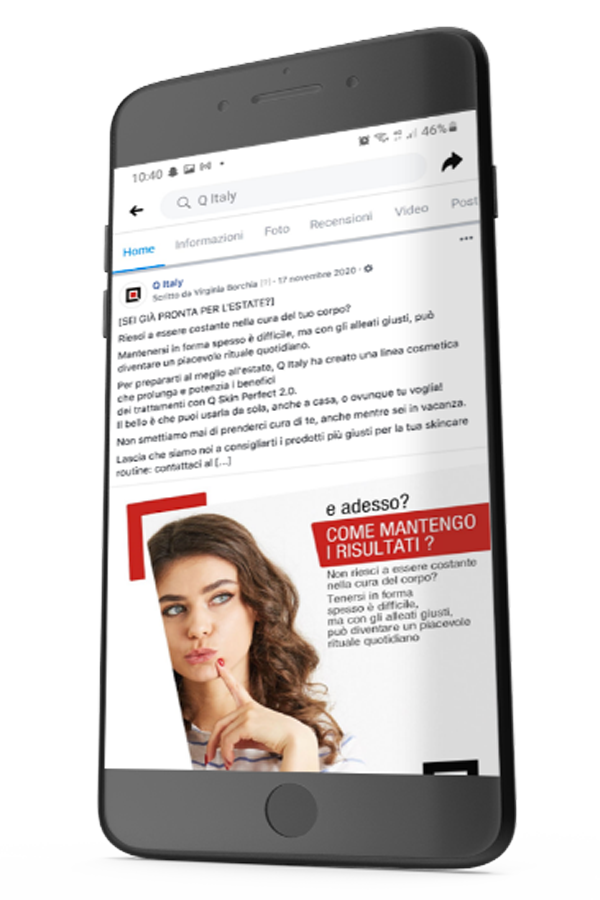 10:40
46%
Q Italy
Home Informazioni Foto Recensioni Video Post
Q Italy
Scritto da Virginia Borchia [?] · 17 novembre 2020 ·
[SEI GIÀ PRONTA PER L'ESTATE?]
Riesci a essere costante nella cura del tuo corpo?
Mantenersi in forma spesso è difficile, ma con gli alleati giusti, può
diventare un piacevole rituale quotidiano.
Per prepararti al meglio all'estate, Q Italy ha creato una linea cosmetica
che prolunga e potenzia i benefici
dei trattamenti con Q Skin Perfect 2.0.
Il bello è che puoi usarla da sola, anche a casa, o ovunque tu voglia!
Non smettiamo mai di prenderci cura di te, anche mentre sei in vacanza.
Lascia che siamo noi a consigliarti i prodotti più giusti per la tua skincare
routine: contattaci al [...]
e adesso?
COME MANTENGO
I RISULTATI ?
Non riesci a essere costante
nella cura del corpo?
Tenersi in forma
spesso è difficile,
ma con gli alleati giusti,
può diventare un piacevole
rituale quotidiano